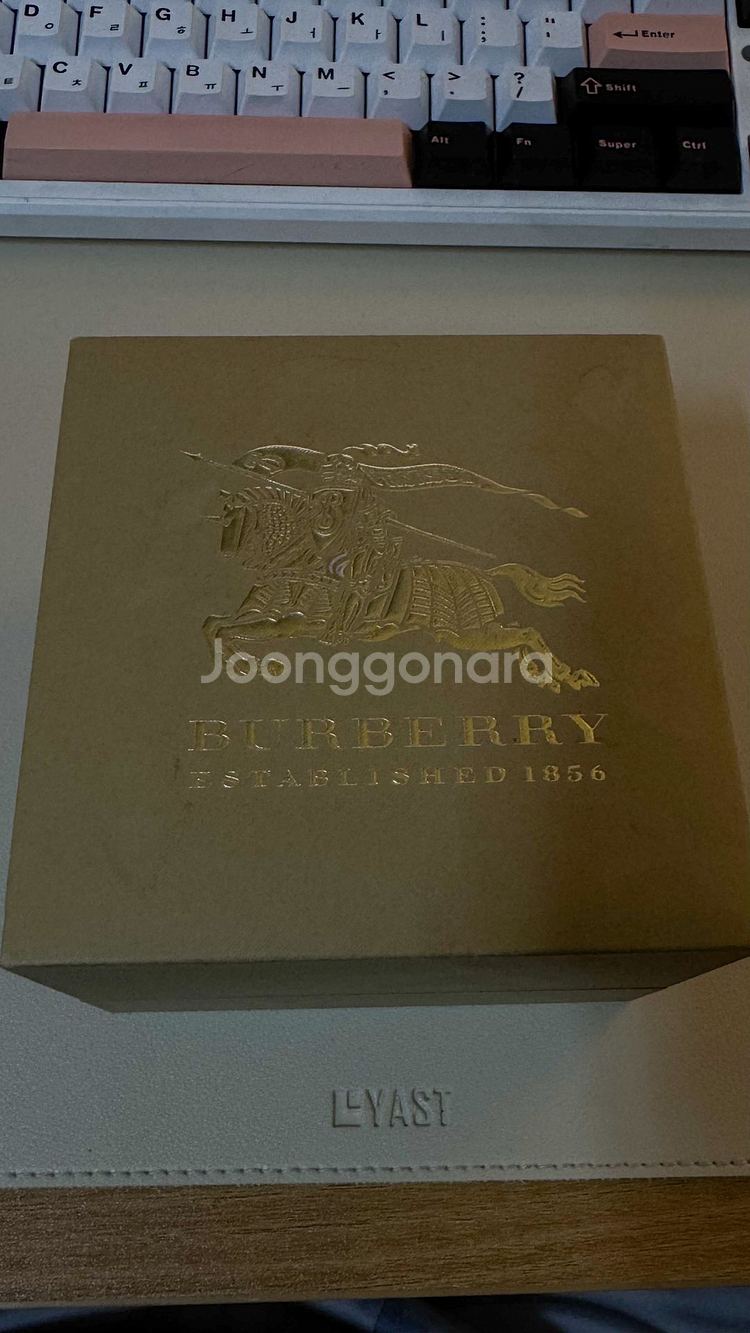 D ㅇ F ㄹ G ㅎ H ㅗ J ㅓ K ㅏ L ㅣ : ; " ' Enter
ㅌ C ㅊ V ㅍ B ㅠ N ㅜ M ㅡ < , > . ? / Shift
Alt Fn Super Ctrl
Joonggonara
BURBERRY
ESTABLISHED 1856
LEYAST